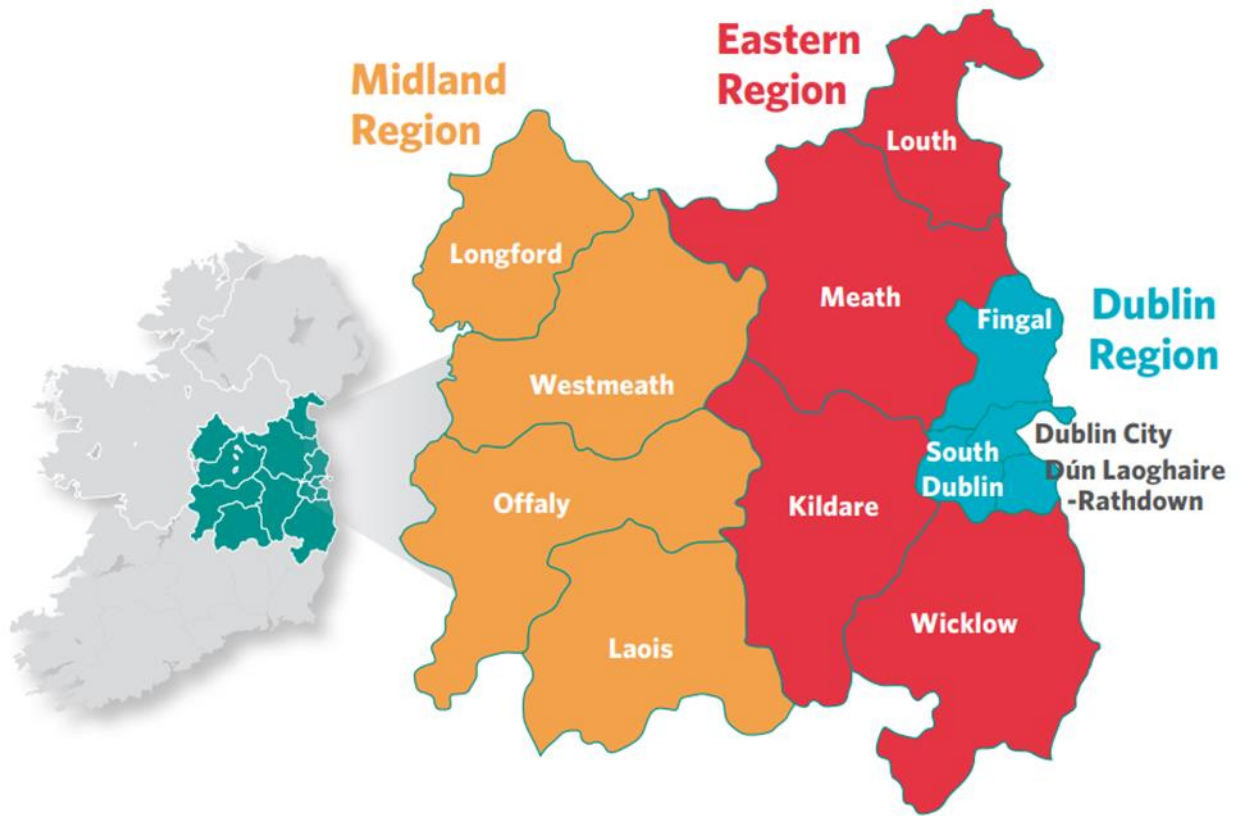 Eastern
Region
Midland
Region
Louth
Longford
Meath
Fingal
Dublin
Region
Westmeath
Dublin City
South
Dublin
Dún Laoghaire
-Rathdown
Offaly
Kildare
Wicklow
Laois